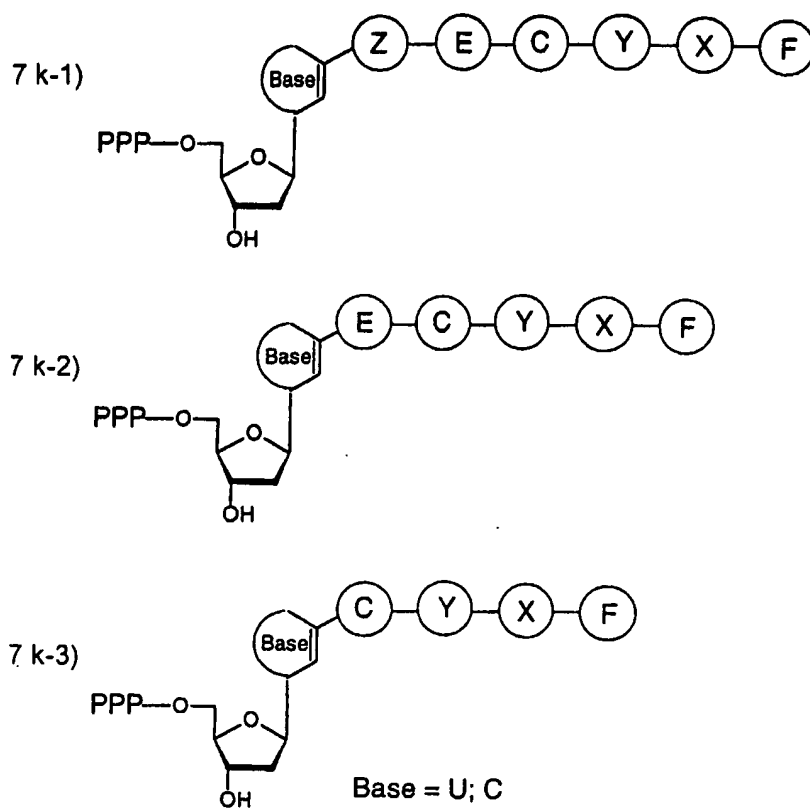 7 k-1)
Base Z E C Y X F
PPP—O
O
OH
7 k-2)
Base E C Y X F
PPP—O
O
OH
7 k-3)
Base C Y X F
PPP—O
O
OH
Base = U; C